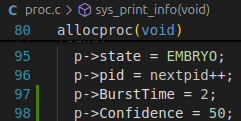 C proc.c > sys_print_info(void)
80 allocproc(void)
95 p->state = EMBRYO;
96 p->pid = nextpid++;
97 p->BurstTime = 2;
98 p->Confidence = 50;